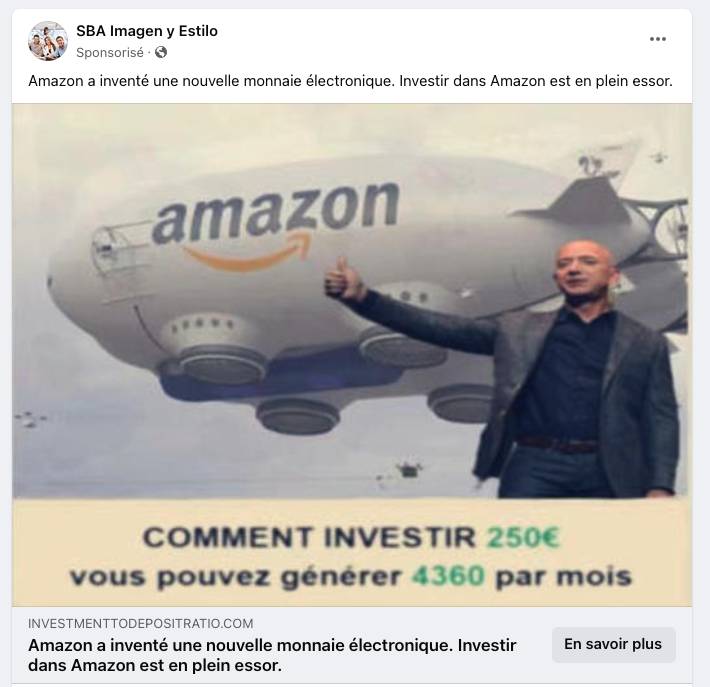 SBA Imagen y Estilo
Sponsorisé ·
Amazon a inventé une nouvelle monnaie électronique. Investir dans Amazon est en plein essor.
amazon
COMMENT INVESTIR 250€
vous pouvez générer 4360 par mois
INVESTMENTTODEPOSITRATIO.COM
Amazon a inventé une nouvelle monnaie électronique. Investir
dans Amazon est en plein essor.
En savoir plus